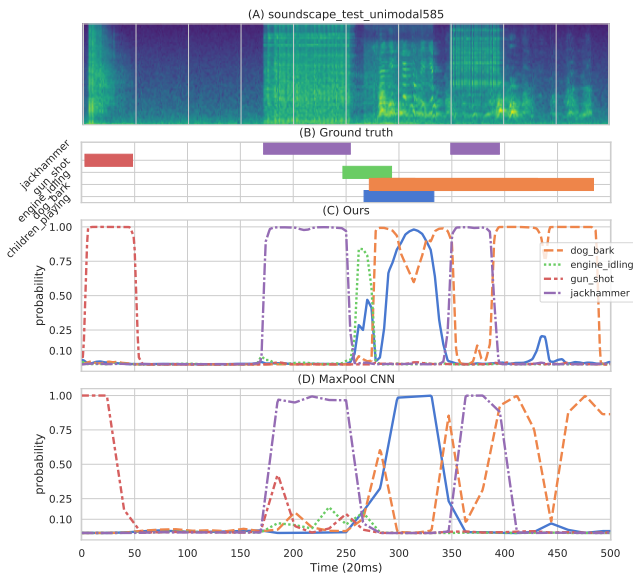 (A) soundscape_test_unimodal585
(B) Ground truth
jackhammer
gun_shot
engine_idling
dog_bark
children_playing
(C) Ours
1.00
0.75
0.50
0.25
0.10
probability
dog_bark
engine_idling
gun_shot
jackhammer
(D) MaxPool CNN
1.00
0.75
0.50
0.25
0.10
probability
0 50 100 150 200 250 300 350 400 450 500
Time (20ms)